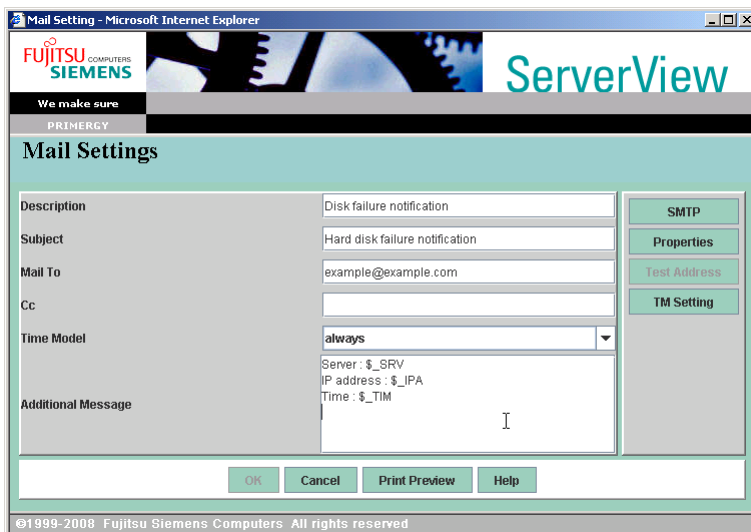 Mail Setting - Microsoft Internet Explorer
FUJITSU COMPUTERS
SIEMENS
ServerView
We make sure
PRIMERGY
Mail Settings
Description Disk failure notification
Subject Hard disk failure notification
Mail To example@example.com
Cc
Time Model always
Additional Message
Server : $_SRV
IP address : $_IPA
Time : $_TIM
SMTP
Properties
Test Address
TM Setting
OK Cancel Print Preview Help
©1999-2008 Fujitsu Siemens Computers All rights reserved